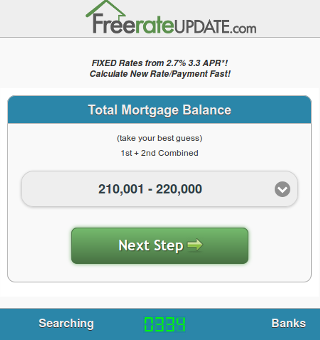 FreerateUPDATE.com
FIXED Rates from 2.7% 3.3 APR*!
Calculate New Rate/Payment Fast!
Total Mortgage Balance
(take your best guess)
1st + 2nd Combined
210,001 - 220,000
Next Step
Searching 0334 Banks